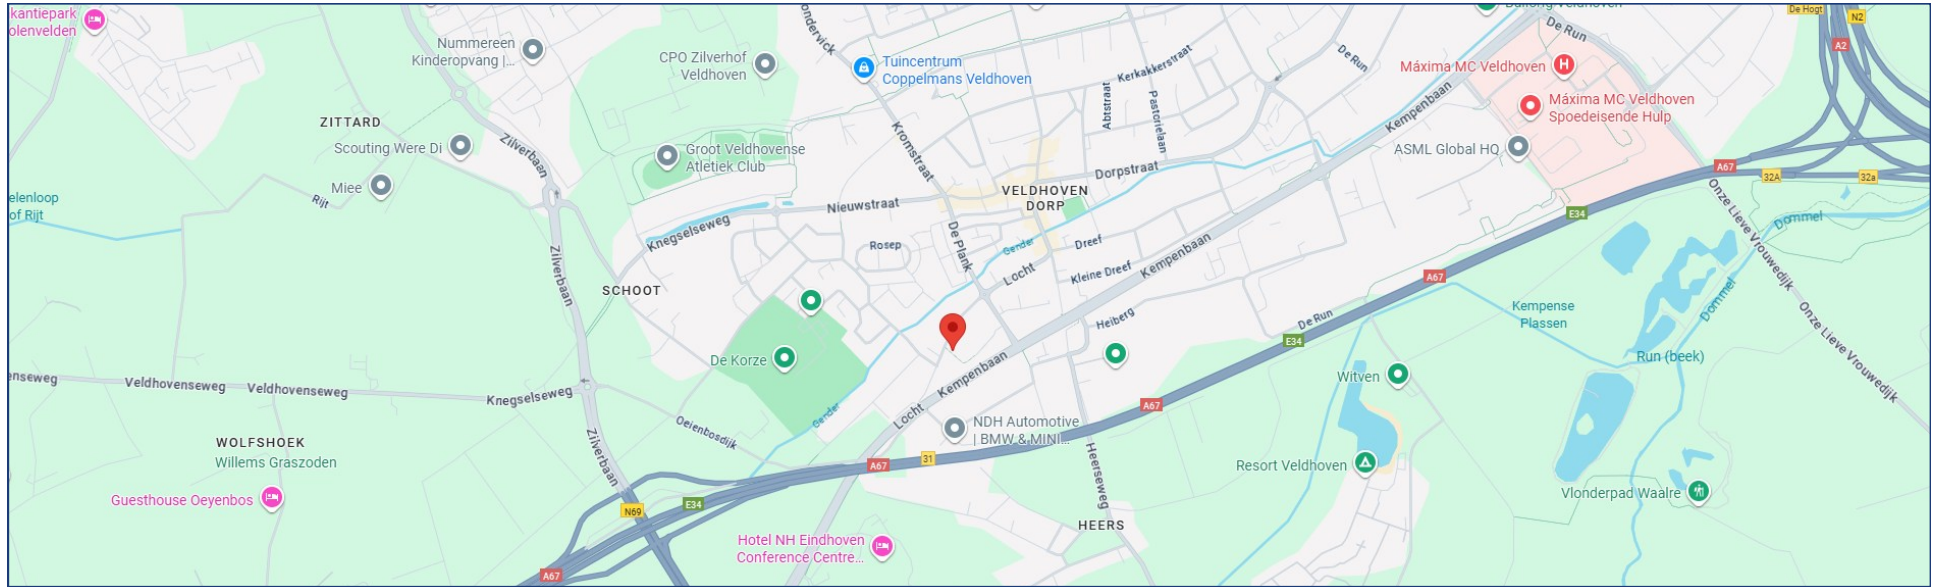 kantiepark
olenvelden
Nummereen
Kinderopvang |...
CPO Zilverhof
Veldhoven
ondervick
Tuincentrum
Coppelmans Veldhoven
Kerkakkerstraat
Abtstraat
Pastorielaan
De Run
De Run
De Hogt
N2
A2
Máxima MC Veldhoven
Máxima MC Veldhoven
Spoedeisende Hulp
Kempenbaan
ASML Global HQ
ZITTARD
Scouting Were Di
Zilverbaan
Miee
Rijt
elenloop
of Rijt
Groot Veldhovense
Atletiek Club
Kromstraat
Dorpstraat
VELDHOVEN
DORP
Nieuwstraat
Knegselseweg
Rosep
De Plank
Gender
Dreef
Locht
Kleine Dreef
Kempenbaan
A67
32A
32a
E34
Onze Lieve Vrouwedijk
Dommel
Zilverbaan
SCHOOT
A67
Dommel
Kempense
Plassen
Onze Lieve Vrouwedijk
Heiberg
De Run
E34
Run (beek)
De Korze
Kempenbaan
Witven
enseweg
Veldhovenseweg
Veldhovenseweg
Knegselseweg
A67
Locht
Gender
NDH Automotive
| BMW & MINI...
Oeienbosdijk
WOLFSHOEK
Willems Graszoden
Zilverbaan
A67
31
Heerseweg
Resort Veldhoven
Guesthouse Oeyenbos
N69
E34
Vlonderpad Waalre
HEERS
Hotel NH Eindhoven
Conference Centre...
A67